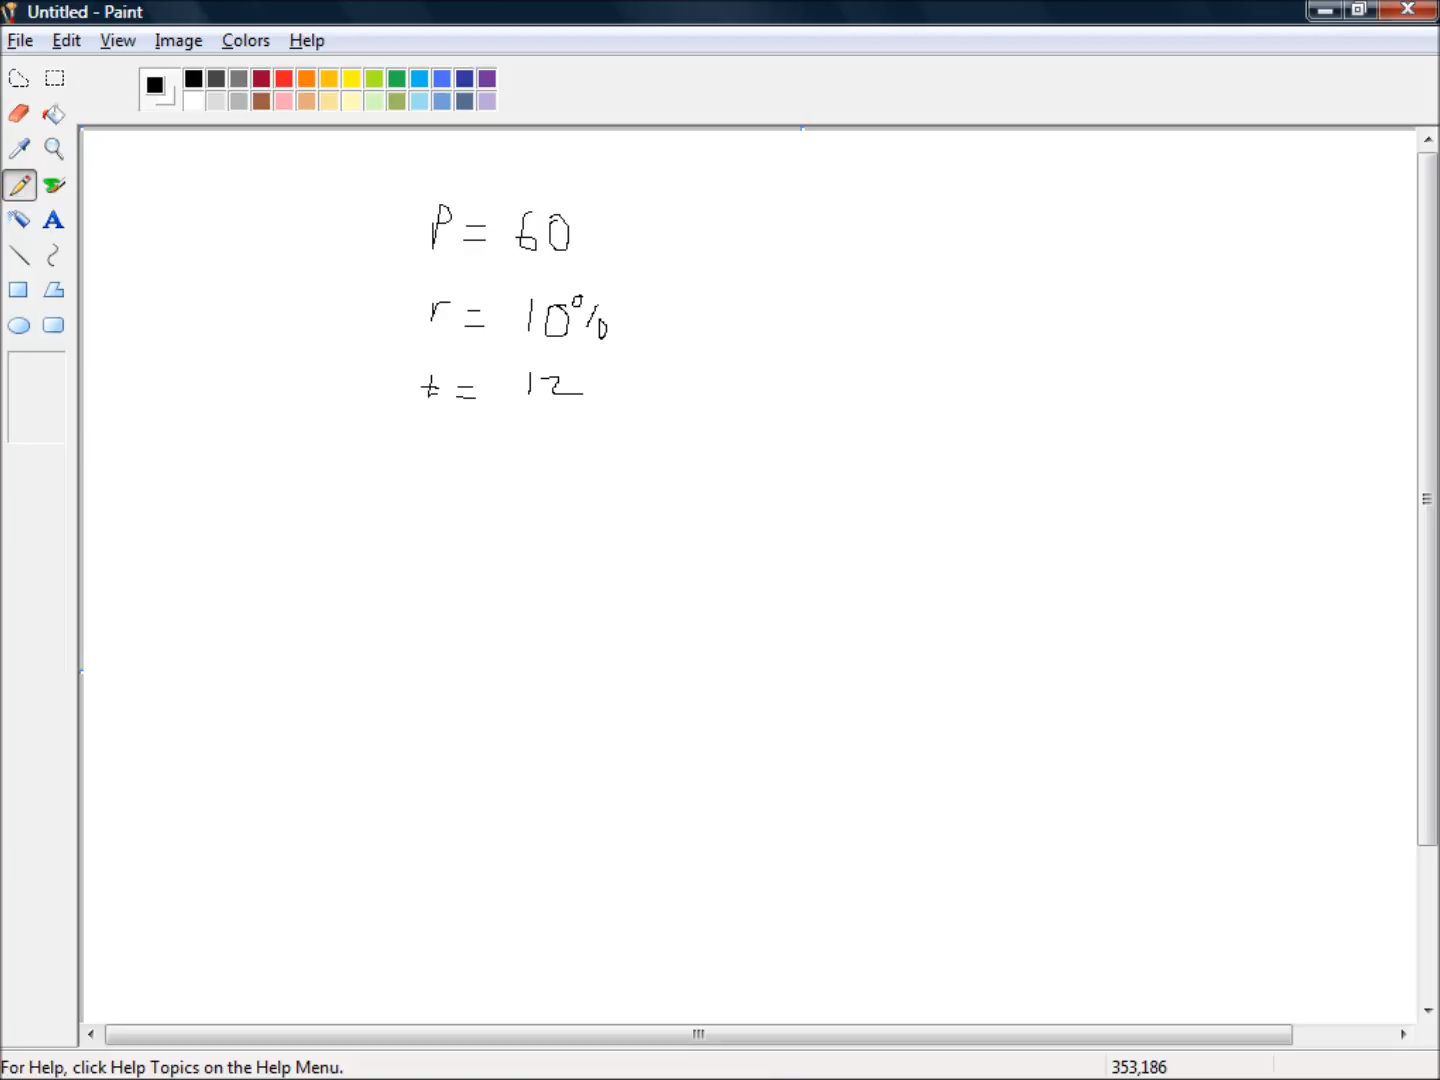 Untitled - Paint
File Edit View Image Colors Help
P = 60
r = 10%
t = 12
For Help, click Help Topics on the Help Menu.
353,186